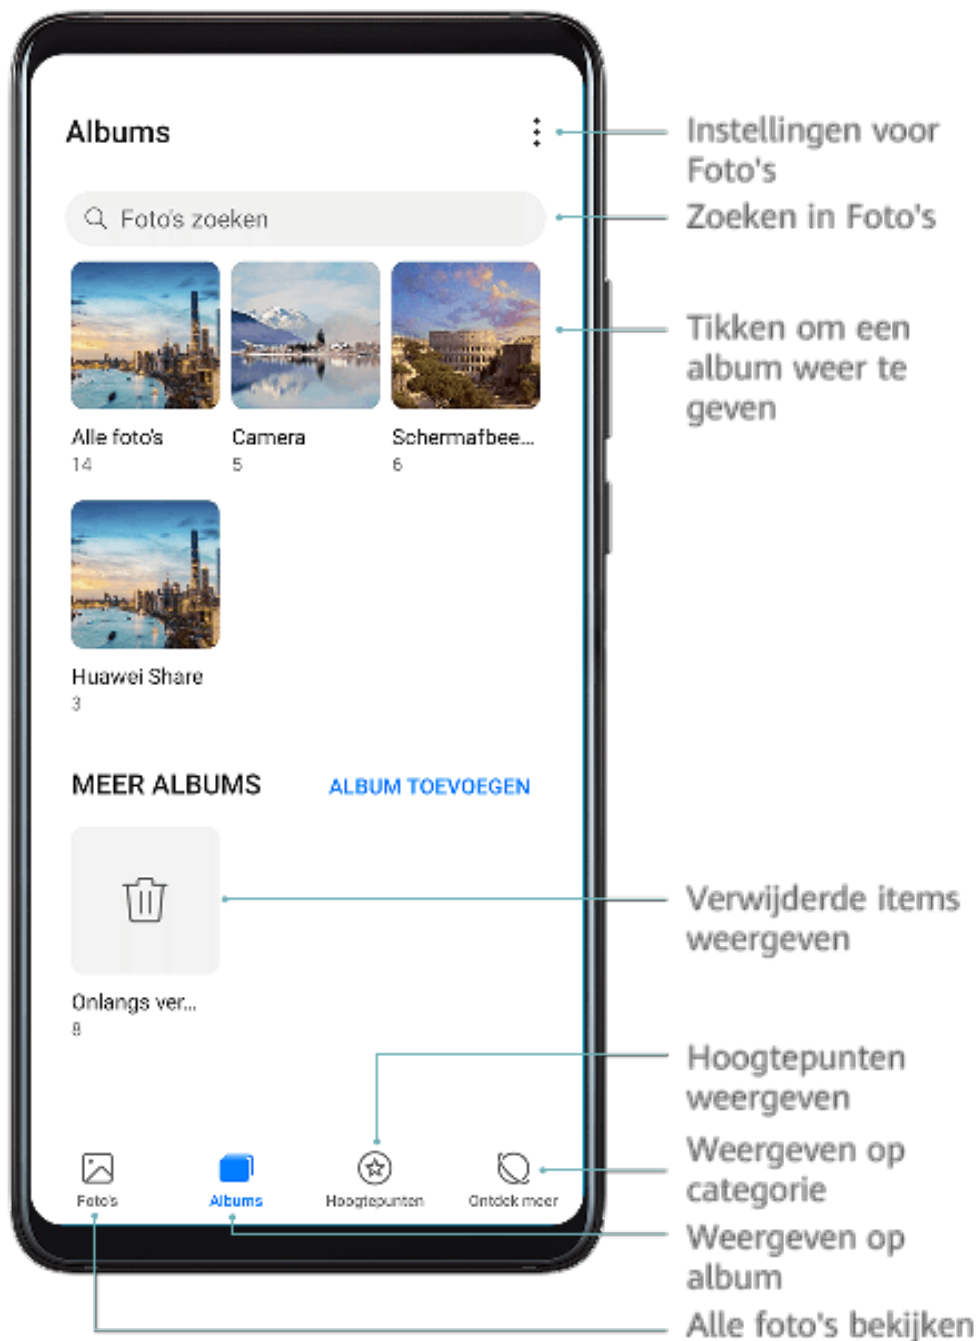 Albums
Instellingen voor
Foto's
Foto's zoeken
Zoeken in Foto's
Tikken om een
album weer te
geven
Alle foto's
14
Camera
5
Schermafbee...
6
Huawei Share
3
MEER ALBUMS
ALBUM TOEVOEGEN
Verwijderde items
weergeven
Onlangs ver...
8
Hoogtepunten
weergeven
Weergeven op
categorie
Foto's
Albums
Hoogtepunten
Ontdek meer
Weergeven op
album
Alle foto's bekijken